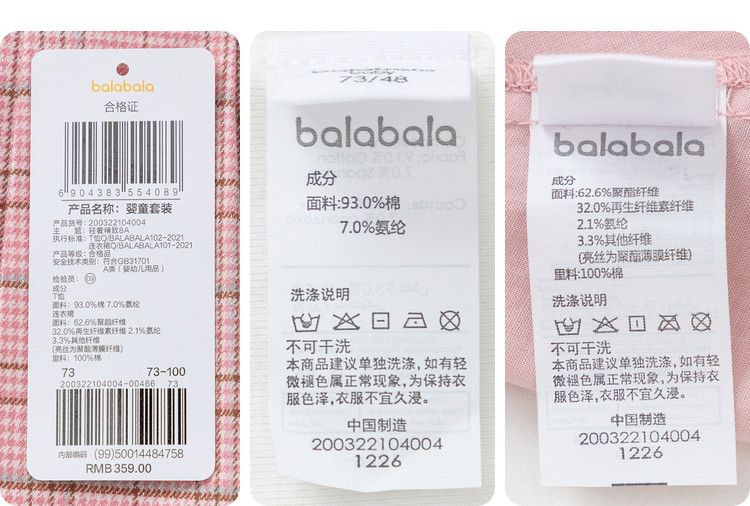 balabala
合格证
6 904383 554089
产品名称：婴童套装
产品货号：200322104004
主 题：轻奢精致8A
执行标准：T恤Q/BALABALA102-2021
连衣裙Q/BALABALA101-2021
产品等级：合格品
安全技术类别：符合GB31701
A类（婴幼儿用品）
检验员：09
成分
T恤
面料：93.0%棉 7.0%氨纶
连衣裙
面料：62.6%聚酯纤维
32.0%再生纤维素纤维 2.1%氨纶
3.3%其他纤维
(亮丝为聚酯薄膜纤维)
里料：100%棉
73 73-100
200322104004-00466 73
内部编码 (99)50014484758
RMB 359.00
baby
73/48
balabala
成分
面料:93.0%棉
7.0%氨纶
洗涤说明
不可干洗
本商品建议单独洗涤,如有轻
微褪色属正常现象,为保持衣
服色泽,衣服不宜久浸。
中国制造
200322104004
1226
balabala
成分
面料:62.6%聚酯纤维
32.0%再生纤维素纤维
2.1%氨纶
3.3%其他纤维
(亮丝为聚酯薄膜纤维)
里料:100%棉
洗涤说明
不可干洗
本商品建议单独洗涤,如有轻
微褪色属正常现象,为保持衣
服色泽,衣服不宜久浸。
中国制造
200322104004
1226